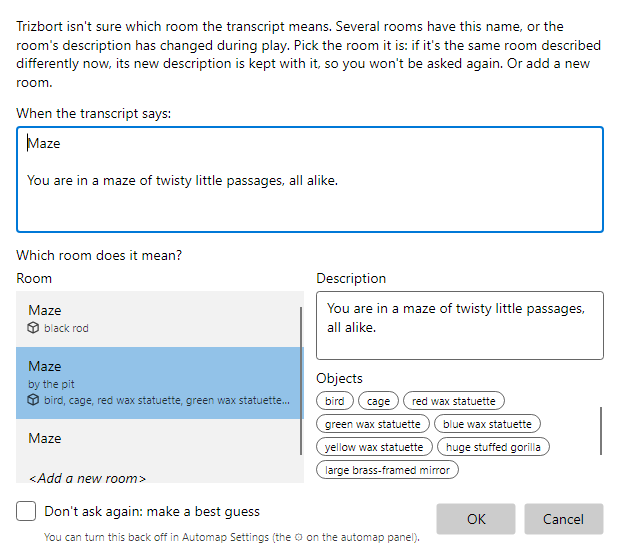 Trizbort isn't sure which room the transcript means. Several rooms have this name, or the
room's description has changed during play. Pick the room it is: if it's the same room described
differently now, its new description is kept with it, so you won't be asked again. Or add a new
room.
When the transcript says:
Maze
You are in a maze of twisty little passages, all alike.
Which room does it mean?
Room
Maze
black rod
Maze
by the pit
bird, cage, red wax statuette, green wax statuette...
Maze
<Add a new room>
Description
You are in a maze of twisty little passages,
all alike.
Objects
bird cage red wax statuette
green wax statuette blue wax statuette
yellow wax statuette huge stuffed gorilla
large brass-framed mirror
Don't ask again: make a best guess
You can turn this back off in Automap Settings (the ⚙ on the automap panel).
OK Cancel